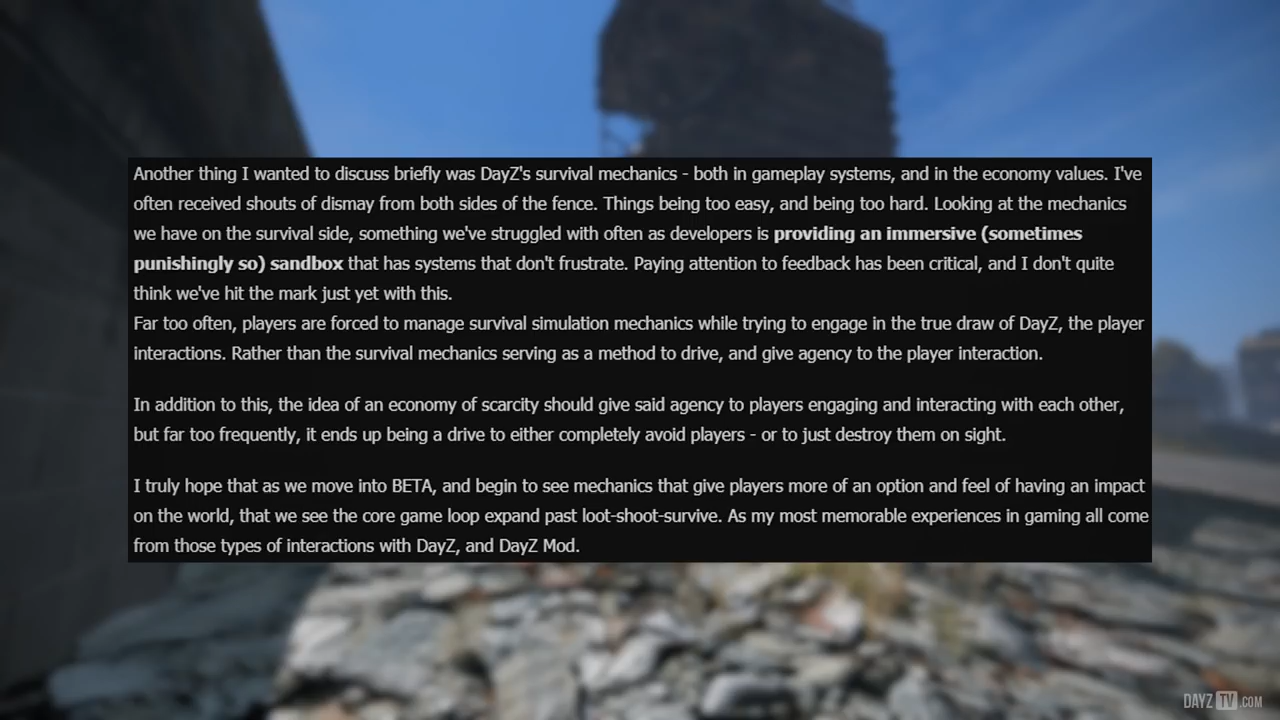 Another thing I wanted to discuss briefly was DayZ's survival mechanics - both in gameplay systems, and in the economy values. I've
often received shouts of dismay from both sides of the fence. Things being too easy, and being too hard. Looking at the mechanics
we have on the survival side, something we've struggled with often as developers is providing an immersive (sometimes
punishingly so) sandbox that has systems that don't frustrate. Paying attention to feedback has been critical, and I don't quite
think we've hit the mark just yet with this.
Far too often, players are forced to manage survival simulation mechanics while trying to engage in the true draw of DayZ, the player
interactions. Rather than the survival mechanics serving as a method to drive, and give agency to the player interaction.
In addition to this, the idea of an economy of scarcity should give said agency to players engaging and interacting with each other,
but far too frequently, it ends up being a drive to either completely avoid players - or to just destroy them on sight.
I truly hope that as we move into BETA, and begin to see mechanics that give players more of an option and feel of having an impact
on the world, that we see the core game loop expand past loot-shoot-survive. As my most memorable experiences in gaming all come
from those types of interactions with DayZ, and DayZ Mod.
DAYZ TV .COM